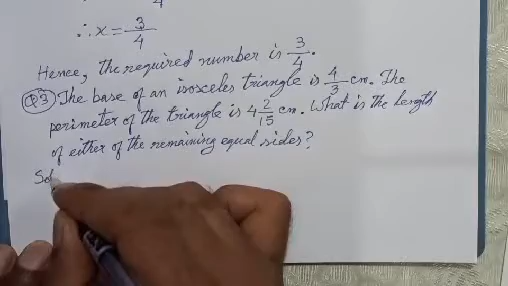 4
∴ x = 3/4
Hence, the required number is 3/4.
Q3 The base of an isosceles triangle is 4/3 cm. The
perimeter of the triangle is 4 2/15 cm. What is the length
of either of the remaining equal sides?
Sol